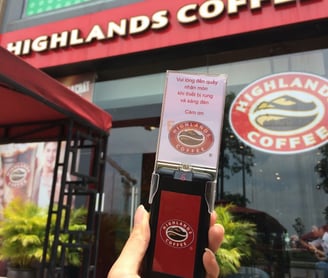 HIGHLANDS COFFEE
Vui lòng đến quầy
nhận món
khi thiết bị rung
và sáng đèn
Cảm ơn
HIGHLANDS
COFFEE
HIGHLANDS
COFFEE
HIGHLANDS
COFFEE